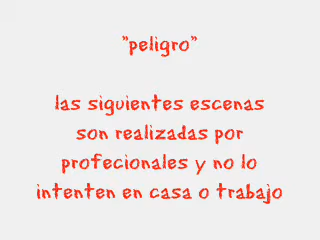 "peligro"
las siguientes escenas
son realizadas por
profecionales y no lo
intenten en casa o trabajo